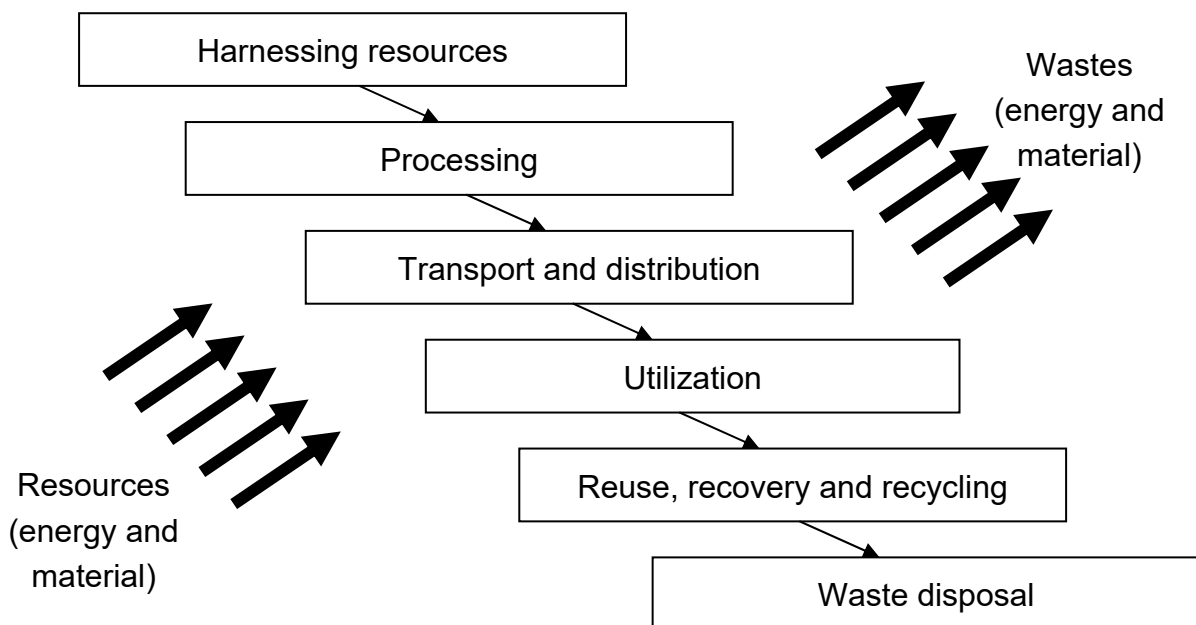 Harnessing resources
Wastes
(energy and
material)
Processing
Transport and distribution
Utilization
Resources
(energy and
material)
Reuse, recovery and recycling
Waste disposal